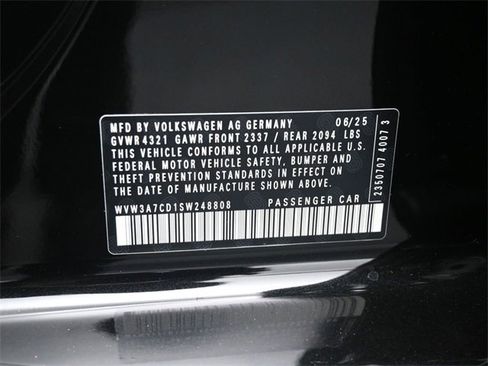 MFD BY VOLKSWAGEN AG GERMANY 06/25
GVWR 4321 GAWR FRONT 2337 / REAR 2094 LBS
THIS VEHICLE CONFORMS TO ALL APPLICABLE U.S.
FEDERAL MOTOR VEHICLE SAFETY, BUMPER AND
THEFT PREVENTION STANDARDS IN EFFECT ON
THE DATE OF MANUFACTURE SHOWN ABOVE.
WVW3A7CD1SW248808 PASSENGER CAR
2350707 4007 3